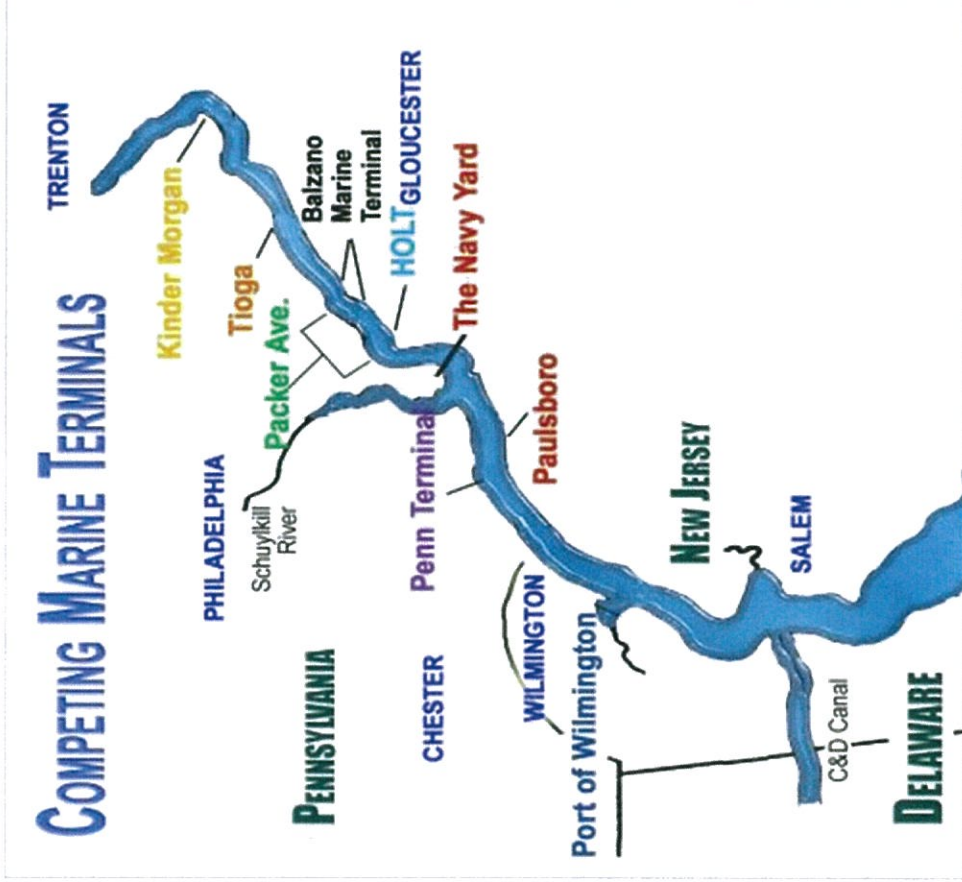 COMPETING MARINE TERMINALS
TRENTON
Kinder Morgan
Tioga
Packer Ave.
Balzano
Marine
Terminal
HOLT
GLOUCESTER
The Navy Yard
PHILADELPHIA
Schuylkill
River
Penn Terminal
Paulsboro
PENNSYLVANIA
CHESTER
WILMINGTON
Port of Wilmington
NEW JERSEY
SALEM
C&D Canal
DELAWARE